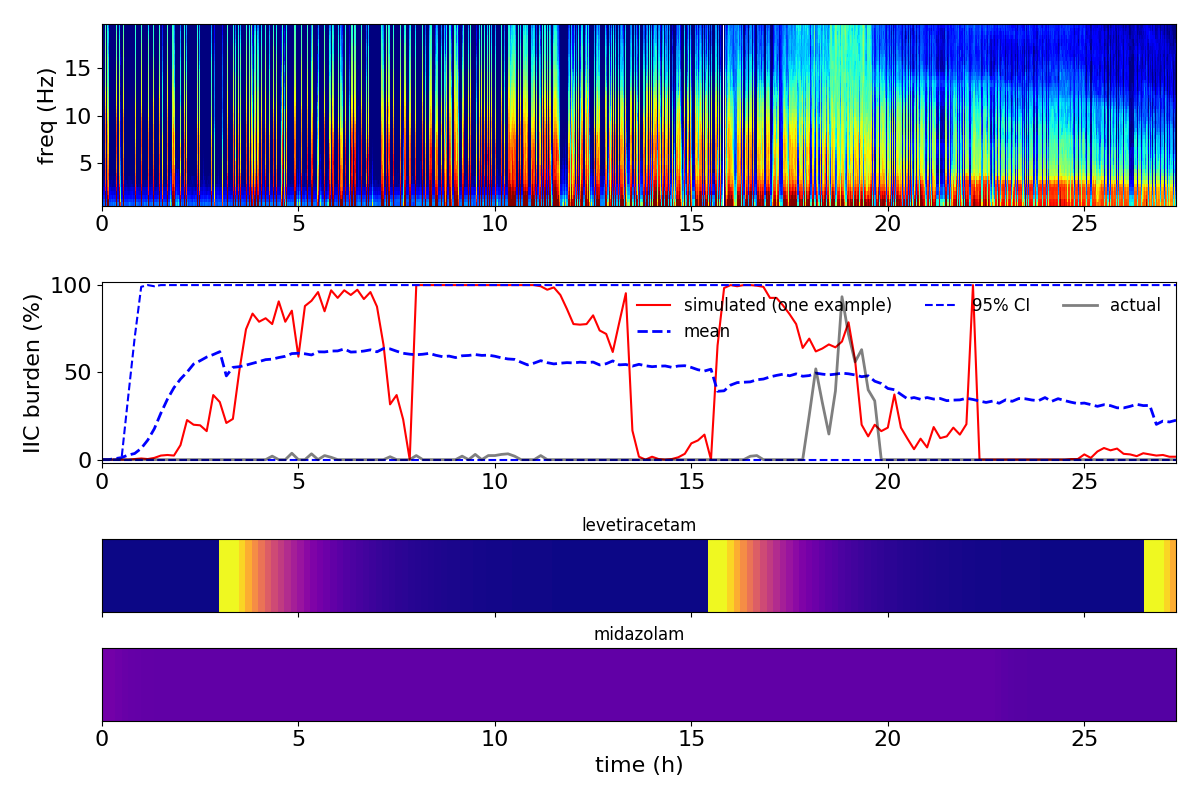 freq (Hz)
15
10
5
0 5 10 15 20 25
IIC burden (%)
100
50
0
simulated (one example)
mean
95% CI
actual
0 5 10 15 20 25
levetiracetam
midazolam
0 5 10 15 20 25
time (h)